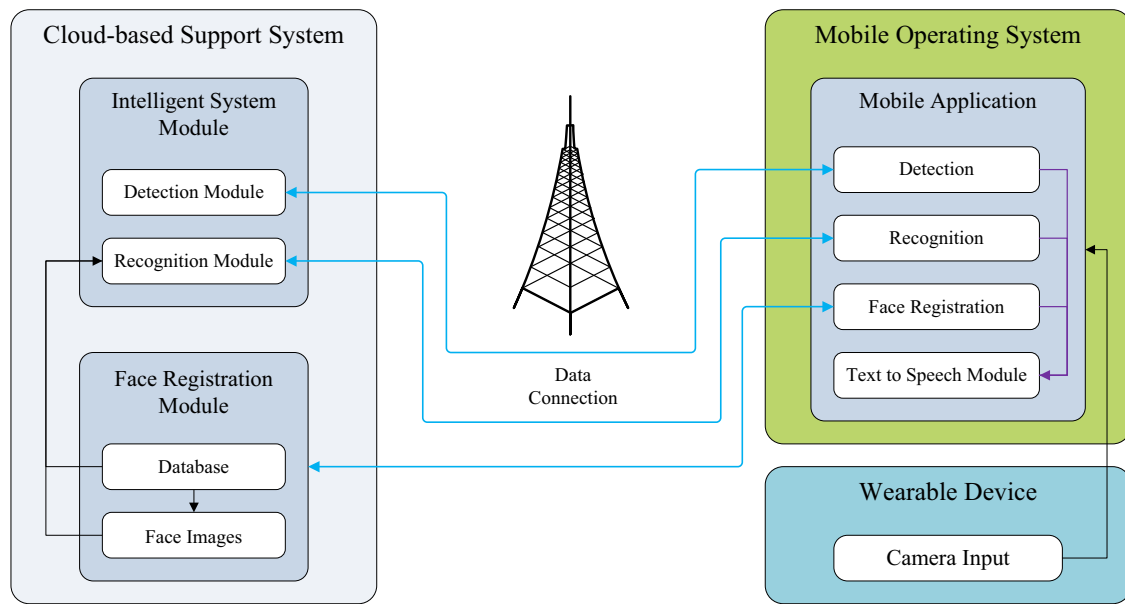 Cloud-based Support System
Intelligent System
Module
Detection Module
Recognition Module
Face Registration
Module
Database
Face Images
Data
Connection
Mobile Operating System
Mobile Application
Detection
Recognition
Face Registration
Text to Speech Module
Wearable Device
Camera Input